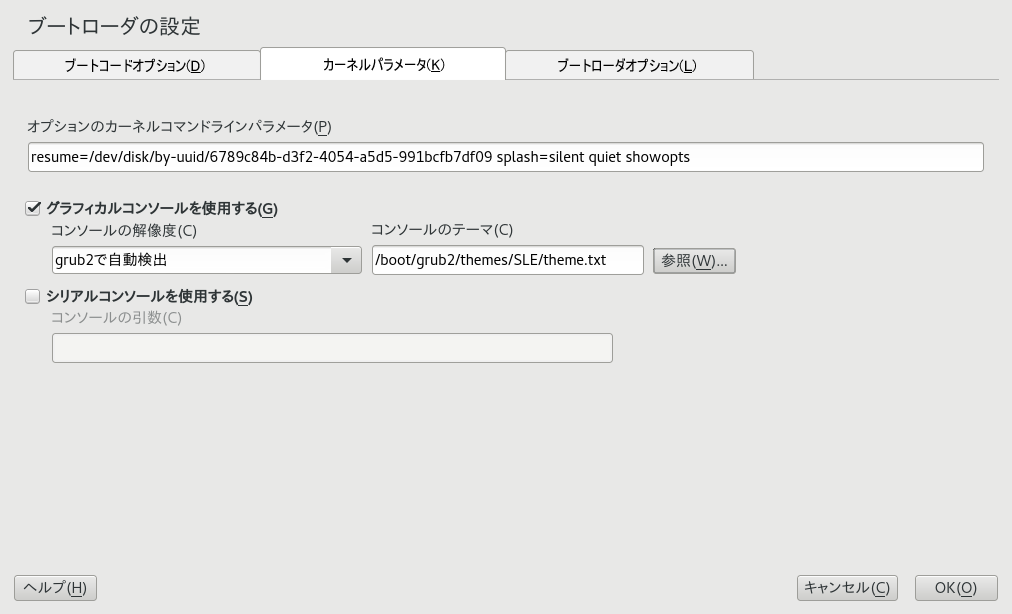 ブートローダの設定
ブートコードオプション(D)
カーネルパラメータ(K)
ブートローダオプション(L)
オプションのカーネルコマンドラインパラメータ(P)
resume=/dev/disk/by-uuid/6789c84b-d3f2-4054-a5d5-991bcfb7df09 splash=silent quiet showopts
グラフィカルコンソールを使用する(G)
コンソールの解像度(C)
コンソールのテーマ(C)
grub2で自動検出
/boot/grub2/themes/SLE/theme.txt
参照(W)...
シリアルコンソールを使用する(S)
コンソールの引数(C)
ヘルプ(H)
キャンセル(C)
OK(O)